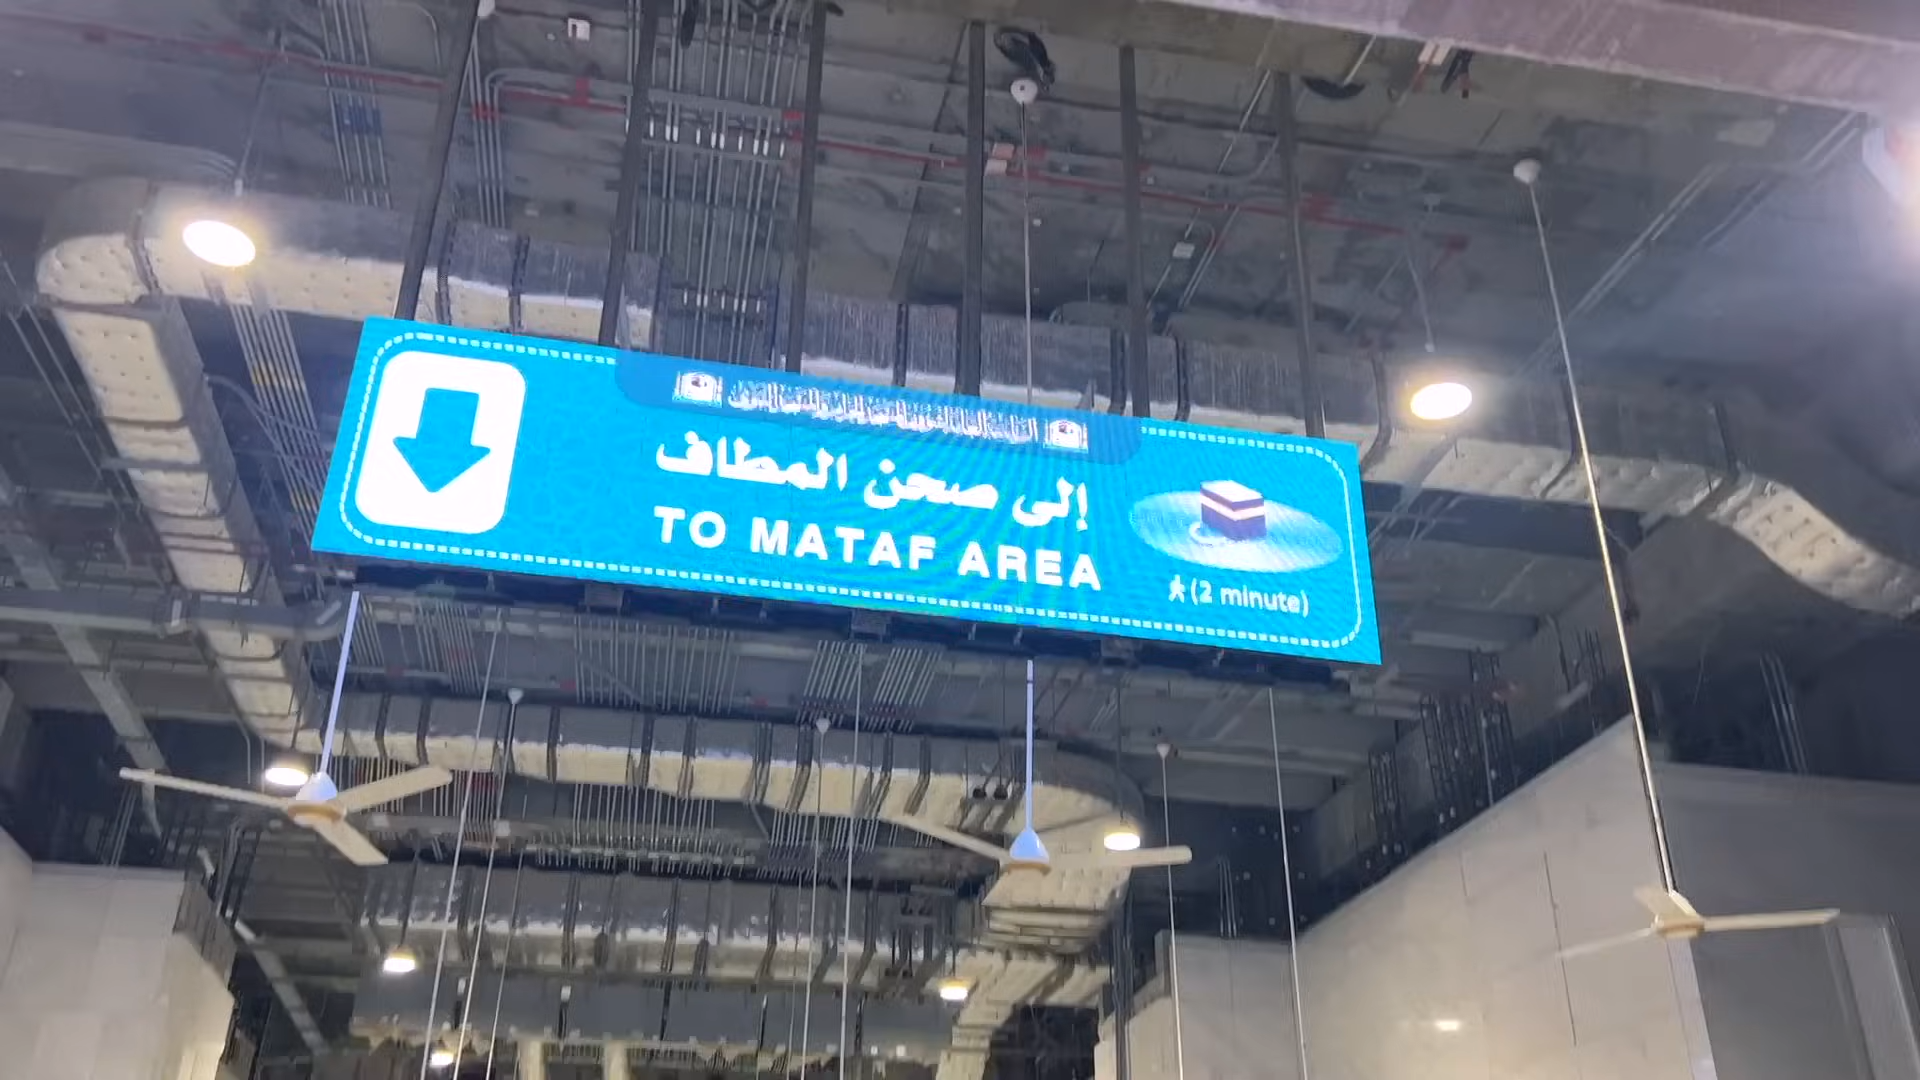 إلى صحن المطاف
TO MATAF AREA
(2 minute)